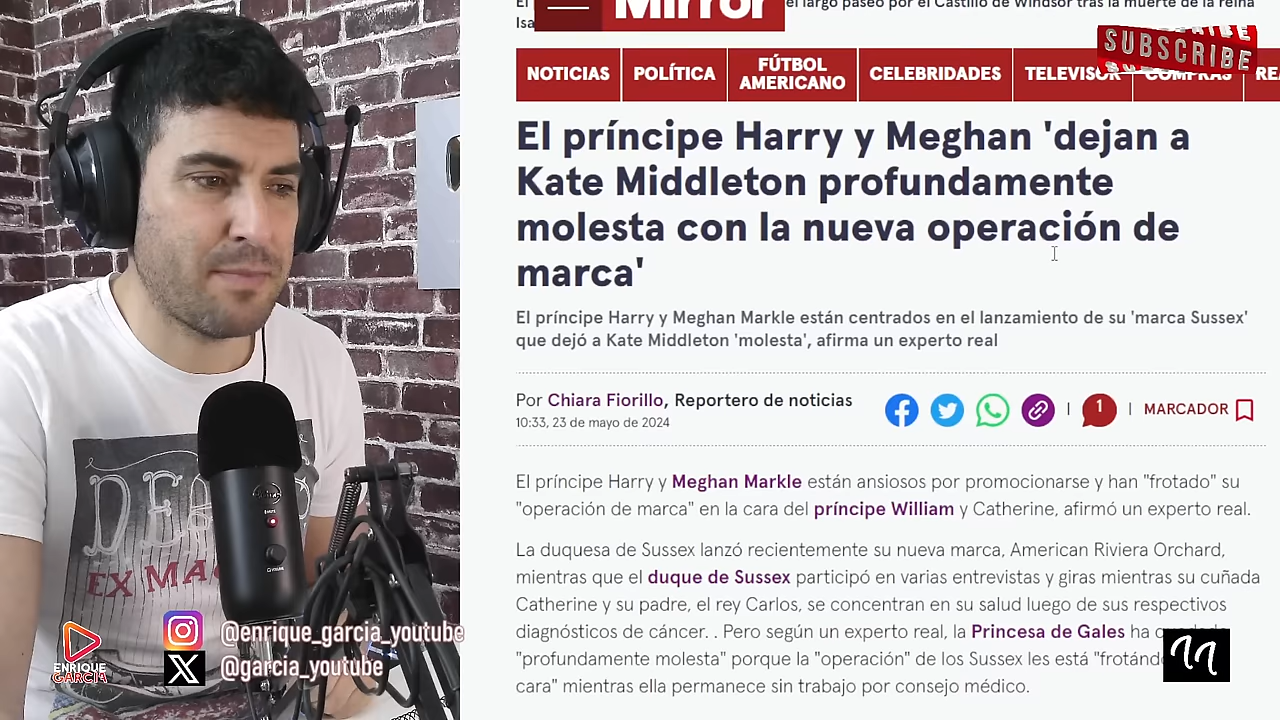 El
el largo paseo por el Castillo de Windsor tras la muerte de la reina
Isa
Mirror
SUBSCRIBE
NOTICIAS
POLÍTICA
FÚTBOL
AMERICANO
CELEBRIDADES
TELEVISOR
COMPRAS
El príncipe Harry y Meghan 'dejan a
Kate Middleton profundamente
molesta con la nueva operación de
marca'
El príncipe Harry y Meghan Markle están centrados en el lanzamiento de su 'marca Sussex'
que dejó a Kate Middleton 'molesta', afirma un experto real
Por Chiara Fiorillo, Reportero de noticias
10:33, 23 de mayo de 2024
1
MARCADOR
El príncipe Harry y Meghan Markle están ansiosos por promocionarse y han "frotado" su
"operación de marca" en la cara del príncipe William y Catherine, afirmó un experto real.
La duquesa de Sussex lanzó recientemente su nueva marca, American Riviera Orchard,
mientras que el duque de Sussex participó en varias entrevistas y giras mientras su cuñada
Catherine y su padre, el rey Carlos, se concentran en su salud luego de sus respectivos
diagnósticos de cáncer. . Pero según un experto real, la Princesa de Gales ha
"profundamente molesta" porque la "operación" de los Sussex les está
cara" mientras ella permanece sin trabajo por consejo médico.
EX MA
@enrique_garcia_youtube
@garcia_youtube
ENRIQUE
GARCIA